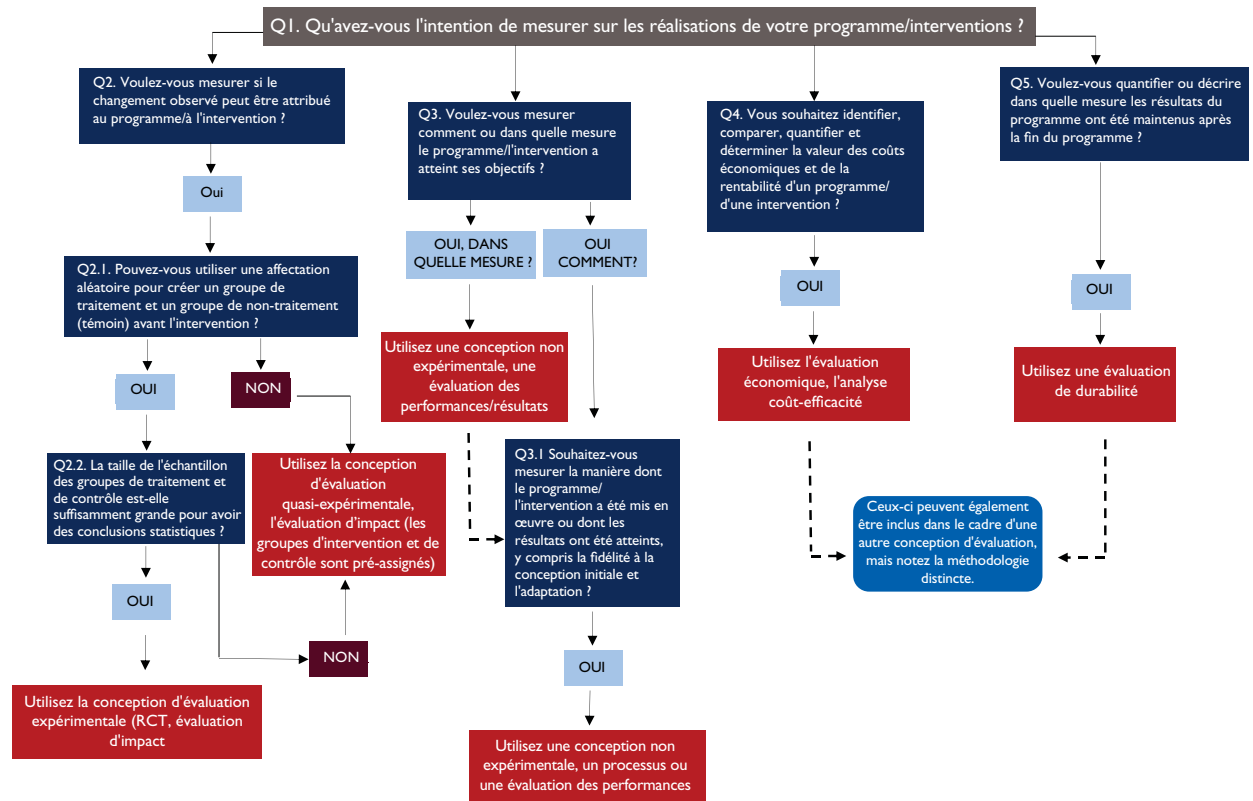 Q1. Qu'avez-vous l'intention de mesurer sur les réalisations de votre programme/interventions ?
Q2. Voulez-vous mesurer si le
changement observé peut être attribué
au programme/à l'intervention ?
Oui
Q2.1. Pouvez-vous utiliser une affectation
aléatoire pour créer un groupe de
traitement et un groupe de non-traitement
(témoin) avant l'intervention ?
OUI
NON
Q2.2. La taille de l'échantillon
des groupes de traitement et
de contrôle est-elle
suffisamment grande pour avoir
des conclusions statistiques ?
OUI
NON
Utilisez la conception d'évaluation
expérimentale (RCT, évaluation
d'impact
Utilisez la conception
d'évaluation
quasi-expérimentale,
l'évaluation d’impact (les
groupes d'intervention et de
contrôle sont pré-assignés)
Q3. Voulez-vous mesurer
comment ou dans quelle mesure
le programme/l'intervention a
atteint ses objectifs ?
OUI, DANS
QUELLE MESURE ?
OUI
COMMENT?
Utilisez une conception non
expérimentale, une
évaluation des
performances/résultats
Q3.1 Souhaitez-vous
mesurer la manière dont
le programme/
l'intervention a été mis en
œuvre ou dont les
résultats ont été atteints,
y compris la fidélité à la
conception initiale et
l'adaptation ?
OUI
Utilisez une conception non
expérimentale, un processus ou
une évaluation des performances
Q4. Vous souhaitez identifier,
comparer, quantifier et
déterminer la valeur des coûts
économiques et de la
rentabilité d'un programme/
d'une intervention ?
OUI
Utilisez l'évaluation
économique, l'analyse
coût-efficacité
Q5. Voulez-vous quantifier ou décrire
dans quelle mesure les résultats du
programme ont été maintenus après
la fin du programme ?
OUI
Utilisez une évaluation
de durabilité
Ceux-ci peuvent également
être inclus dans le cadre d'une
autre conception d'évaluation,
mais notez la méthodologie
distincte.